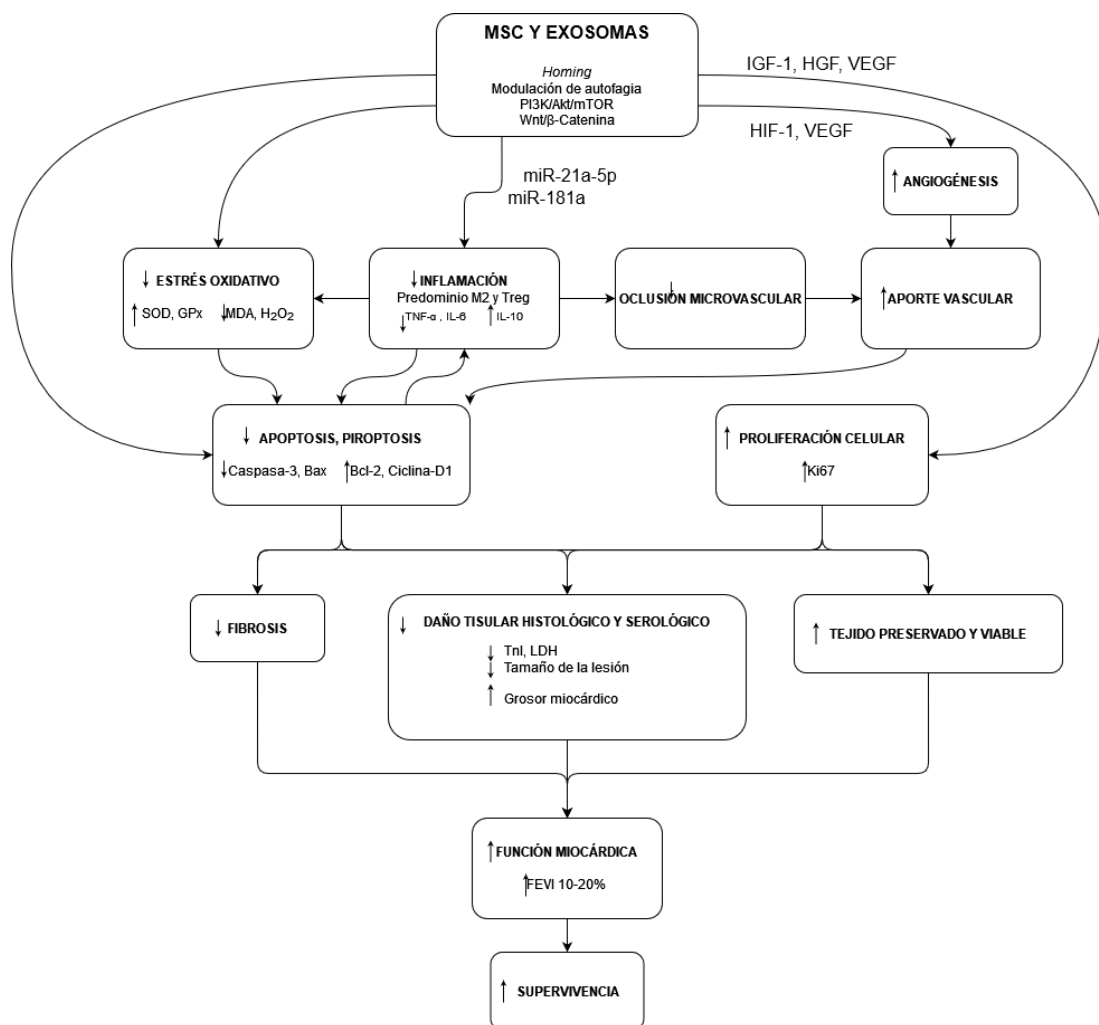 MSC Y EXOSOMAS
Homing
Modulación de autofagia
PI3K/Akt/mTOR
Wnt/β-Catenina
IGF-1, HGF, VEGF
HIF-1, VEGF
miR-21a-5p
miR-181a
↑ ANGIOGÉNESIS
↓ ESTRÉS OXIDATIVO
↑ SOD, GPx ↓MDA, H₂O₂
↓INFLAMACIÓN
Predominio M2 y Treg
↓TNF-α , IL-6 ↑ IL-10
↓ OCLUSIÓN MICROVASCULAR
↑APORTE VASCULAR
↓ APOPTOSIS, PIROPTOSIS
↓Caspasa-3, Bax ↑Bcl-2, Ciclina-D1
↑ PROLIFERACIÓN CELULAR
↑Ki67
↓ FIBROSIS
↓ DAÑO TISULAR HISTOLÓGICO Y SEROLÓGICO
↓ TnI, LDH
↓ Tamaño de la lesión
↑ Grosor miocárdico
↑ TEJIDO PRESERVADO Y VIABLE
↑FUNCIÓN MIOCÁRDICA
↑FEVI 10-20%
↑ SUPERVIVENCIA